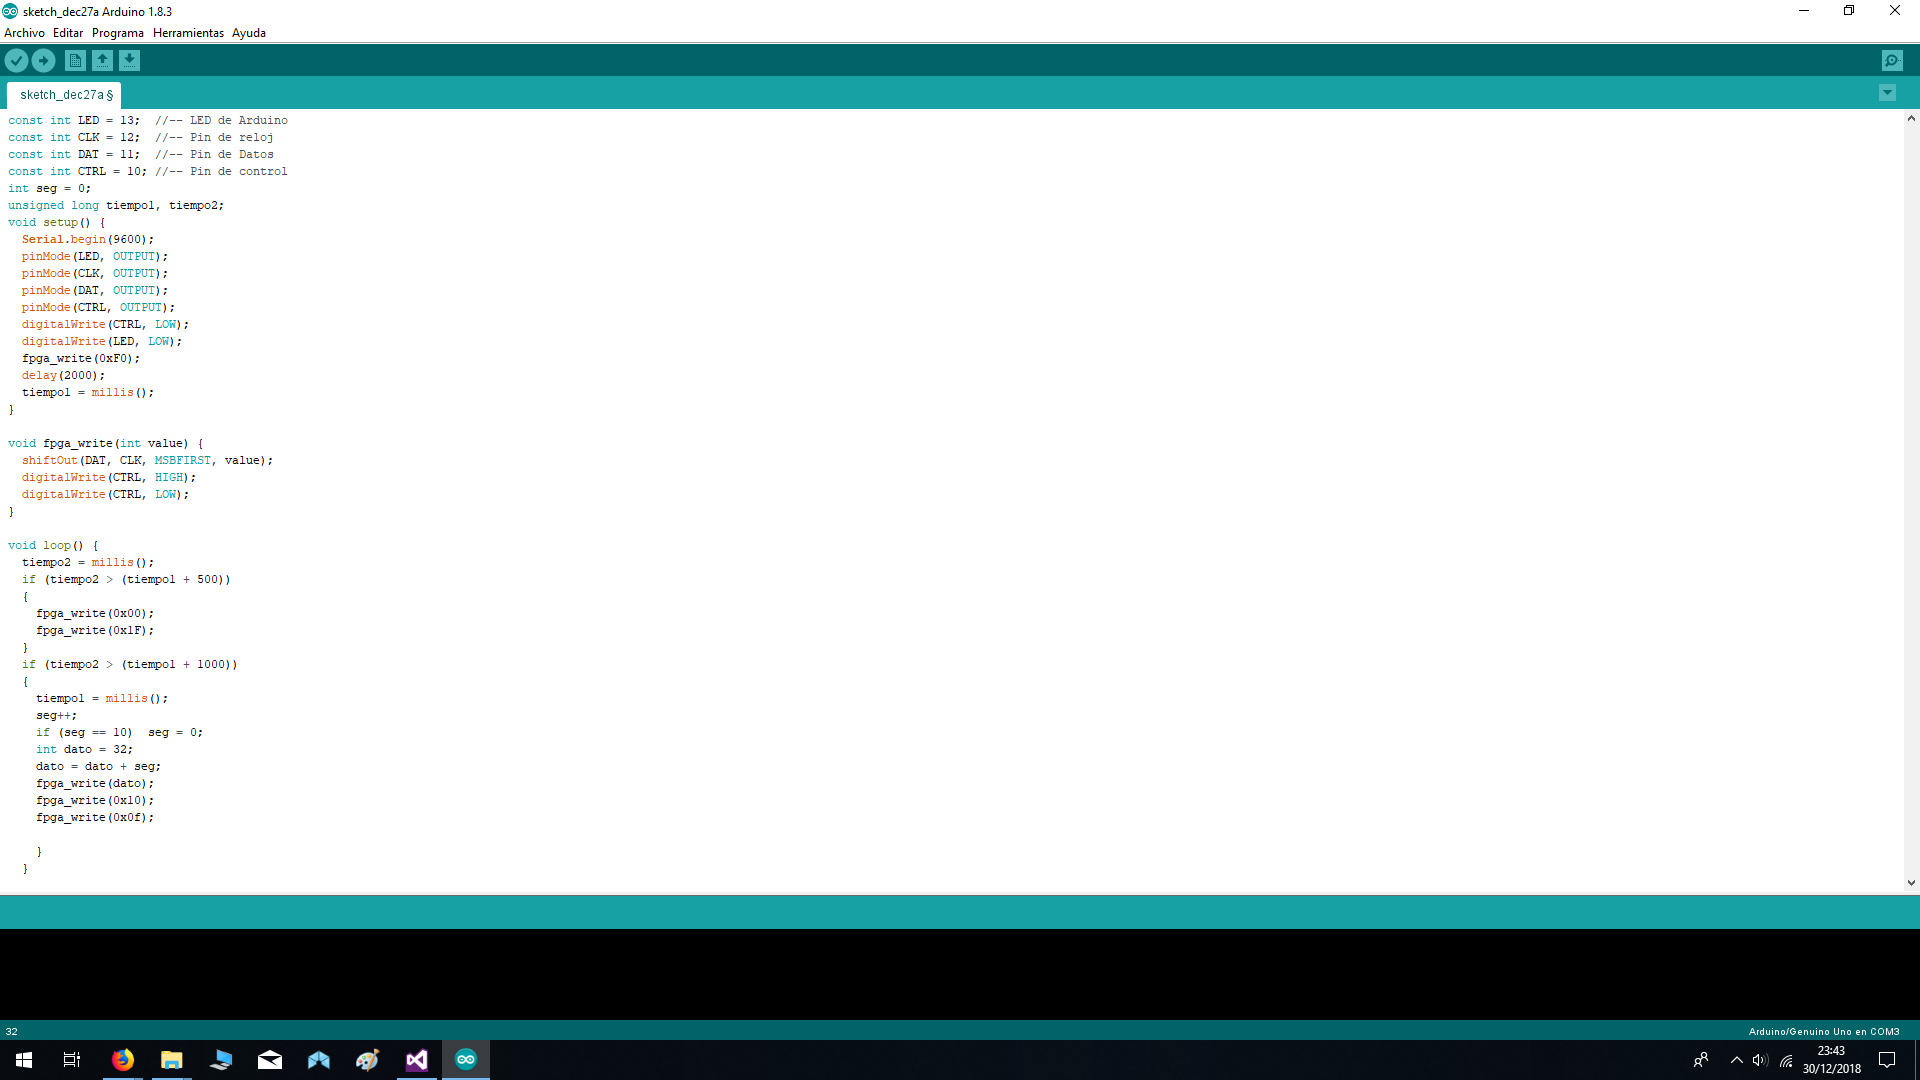 sketch_dec27a Arduino 1.8.3
Archivo Editar Programa Herramientas Ayuda
sketch_dec27a §
const int LED = 13;  //-- LED de Arduino
const int CLK = 12;  //-- Pin de reloj
const int DAT = 11;  //-- Pin de Datos
const int CTRL = 10; //-- Pin de control
int seg = 0;
unsigned long tiempo1, tiempo2;
void setup() {
  Serial.begin(9600);
  pinMode(LED, OUTPUT);
  pinMode(CLK, OUTPUT);
  pinMode(DAT, OUTPUT);
  pinMode(CTRL, OUTPUT);
  digitalWrite(CTRL, LOW);
  digitalWrite(LED, LOW);
  fpga_write(0xF0);
  delay(2000);
  tiempo1 = millis();
}
void fpga_write(int value) {
  shiftOut(DAT, CLK, MSBFIRST, value);
  digitalWrite(CTRL, HIGH);
  digitalWrite(CTRL, LOW);
}
void loop() {
  tiempo2 = millis();
  if (tiempo2 > (tiempo1 + 500))
  {
    fpga_write(0x00);
    fpga_write(0x1F);
  }
  if (tiempo2 > (tiempo1 + 1000))
  {
    tiempo1 = millis();
    seg++;
    if (seg == 10)  seg = 0;
    int dato = 32;
    dato = dato + seg;
    fpga_write(dato);
    fpga_write(0x10);
    fpga_write(0x0f);
    }
  }
32
Arduino/Genuino Uno en COM3
23:43
30/12/2018